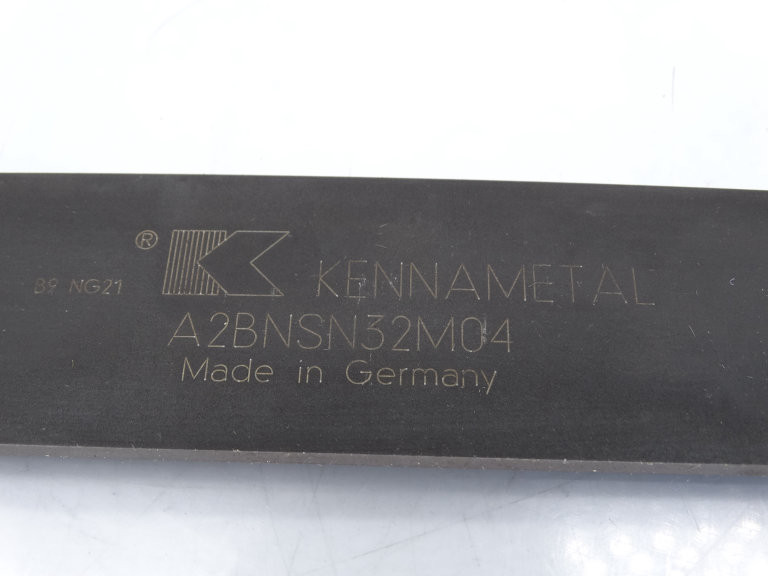 ® KENNAMETAL
89 NG21
A2BNSN32M04
Made in Germany